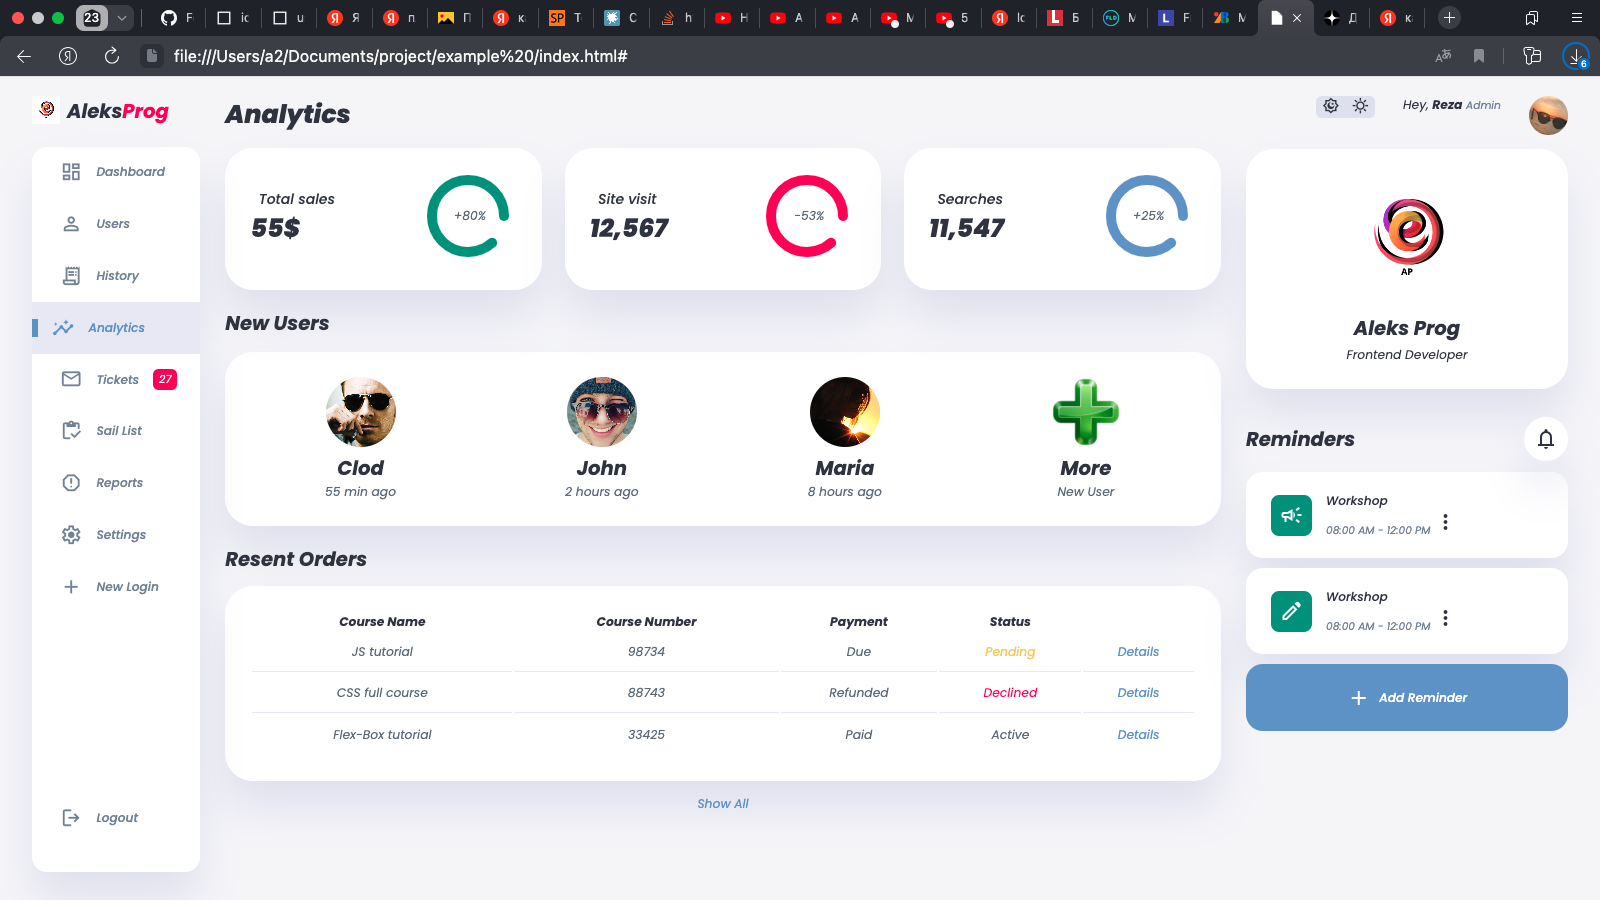 23
F
ic
u
Я
п
П
к
Te
C
h
Н
A
A
M
5
Ic
Б
M
F
M
Д
к
file:///Users/a2/Documents/project/example%20/index.html#
6
AleksProg
Dashboard
Users
History
Analytics
Tickets 27
Sail List
Reports
Settings
New Login
Logout
Analytics
Total sales
55$
+80%
Site visit
12,567
-53%
Searches
11,547
+25%
New Users
Clod
55 min ago
John
2 hours ago
Maria
8 hours ago
More
New User
Resent Orders
Course Name Course Number Payment Status
JS tutorial 98734 Due Pending Details
CSS full course 88743 Refunded Declined Details
Flex-Box tutorial 33425 Paid Active Details
Show All
Hey, Reza Admin
AP
Aleks Prog
Frontend Developer
Reminders
Workshop
08:00 AM - 12:00 PM
Workshop
08:00 AM - 12:00 PM
Add Reminder